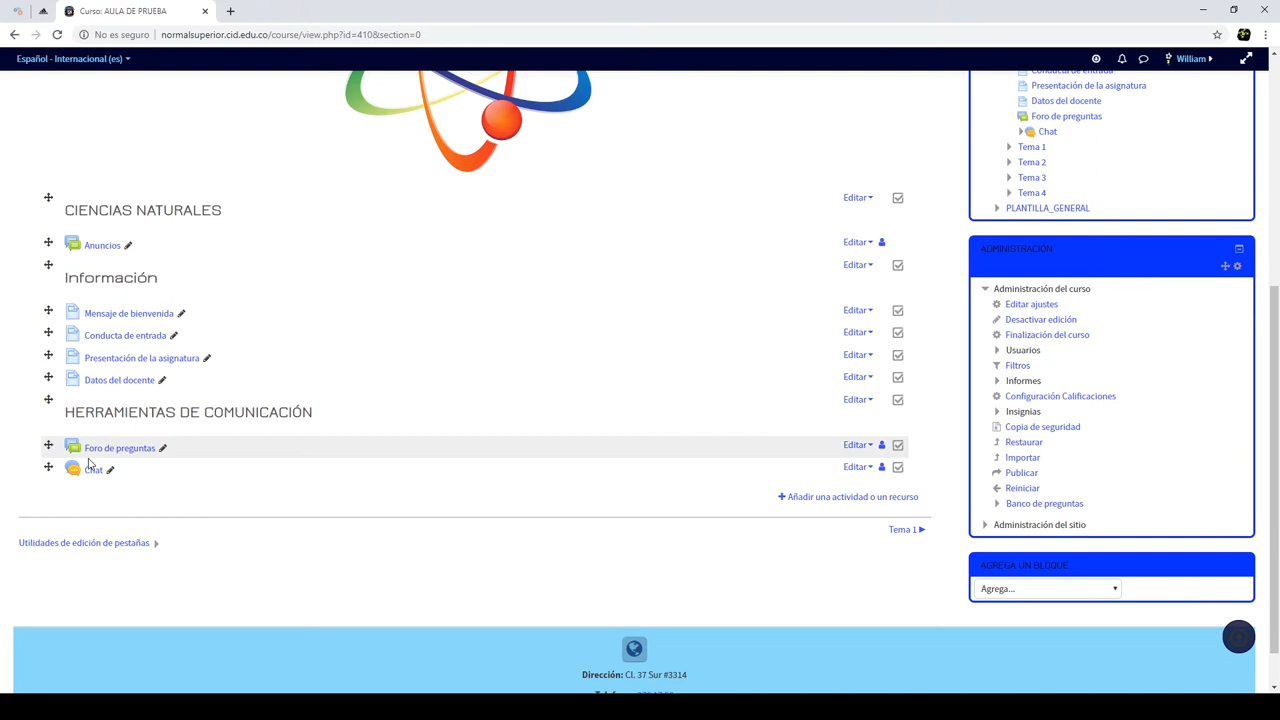 Curso: AULA DE PRUEBA
No es seguro
normalsuperior.cid.edu.co/course/view.php?id=410&section=0
Español - Internacional (es)
William
Conducta de entrada
Presentación de la asignatura
Datos del docente
Foro de preguntas
Chat
Tema 1
Tema 2
Tema 3
Tema 4
PLANTILLA_GENERAL
CIENCIAS NATURALES
Editar
Anuncios
Editar
Información
Editar
Mensaje de bienvenida
Editar
Conducta de entrada
Editar
Presentación de la asignatura
Editar
Datos del docente
Editar
HERRAMIENTAS DE COMUNICACIÓN
Editar
Foro de preguntas
Editar
Chat
Editar
Añadir una actividad o un recurso
Tema 1
Utilidades de edición de pestañas
ADMINISTRACIÓN
Administración del curso
Editar ajustes
Desactivar edición
Finalización del curso
Usuarios
Filtros
Informes
Configuración Calificaciones
Insignias
Copia de seguridad
Restaurar
Importar
Publicar
Reiniciar
Banco de preguntas
Administración del sitio
AGREGA UN BLOQUE
Agrega...
Dirección: Cl. 37 Sur #3314